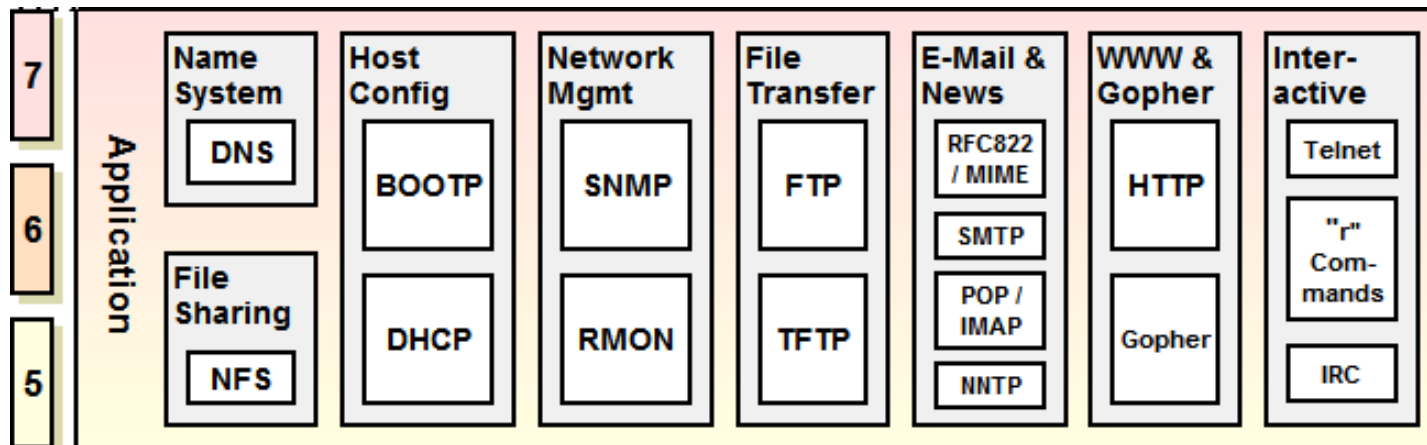 7
6
5
Application
Name
System
DNS
File
Sharing
NFS
Host
Config
BOOTP
DHCP
Network
Mgmt
SNMP
RMON
File
Transfer
FTP
TFTP
E-Mail &
News
RFC822
/ MIME
SMTP
POP /
IMAP
NNTP
WWW &
Gopher
HTTP
Gopher
Inter-
active
Telnet
"r"
Com-
mands
IRC